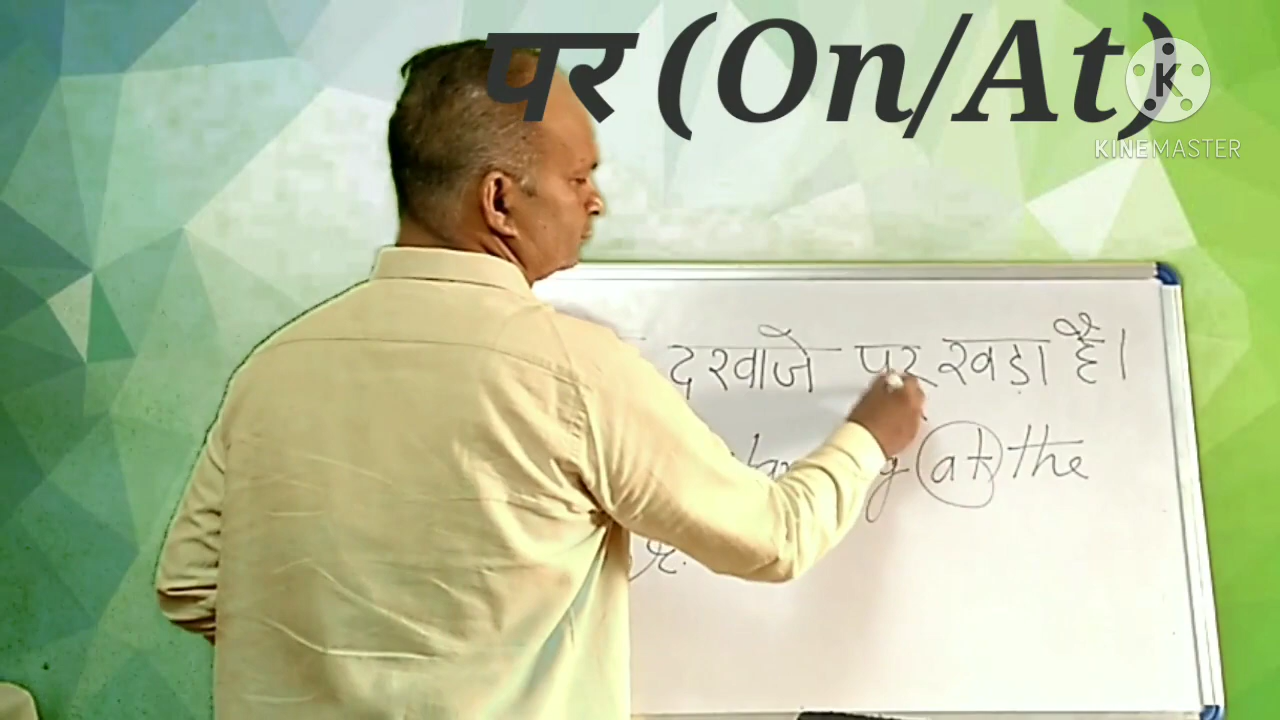 पर (On/At)
K
KINEMASTER
दरवाजे पर खड़ा है।
at the